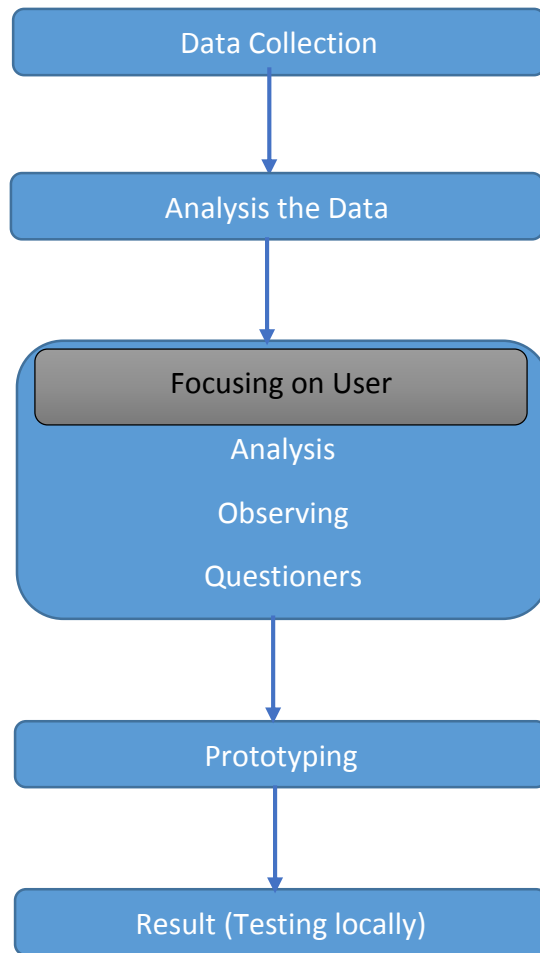 Data Collection
Analysis the Data
Focusing on User
Analysis
Observing
Questioners
Prototyping
Result (Testing locally)